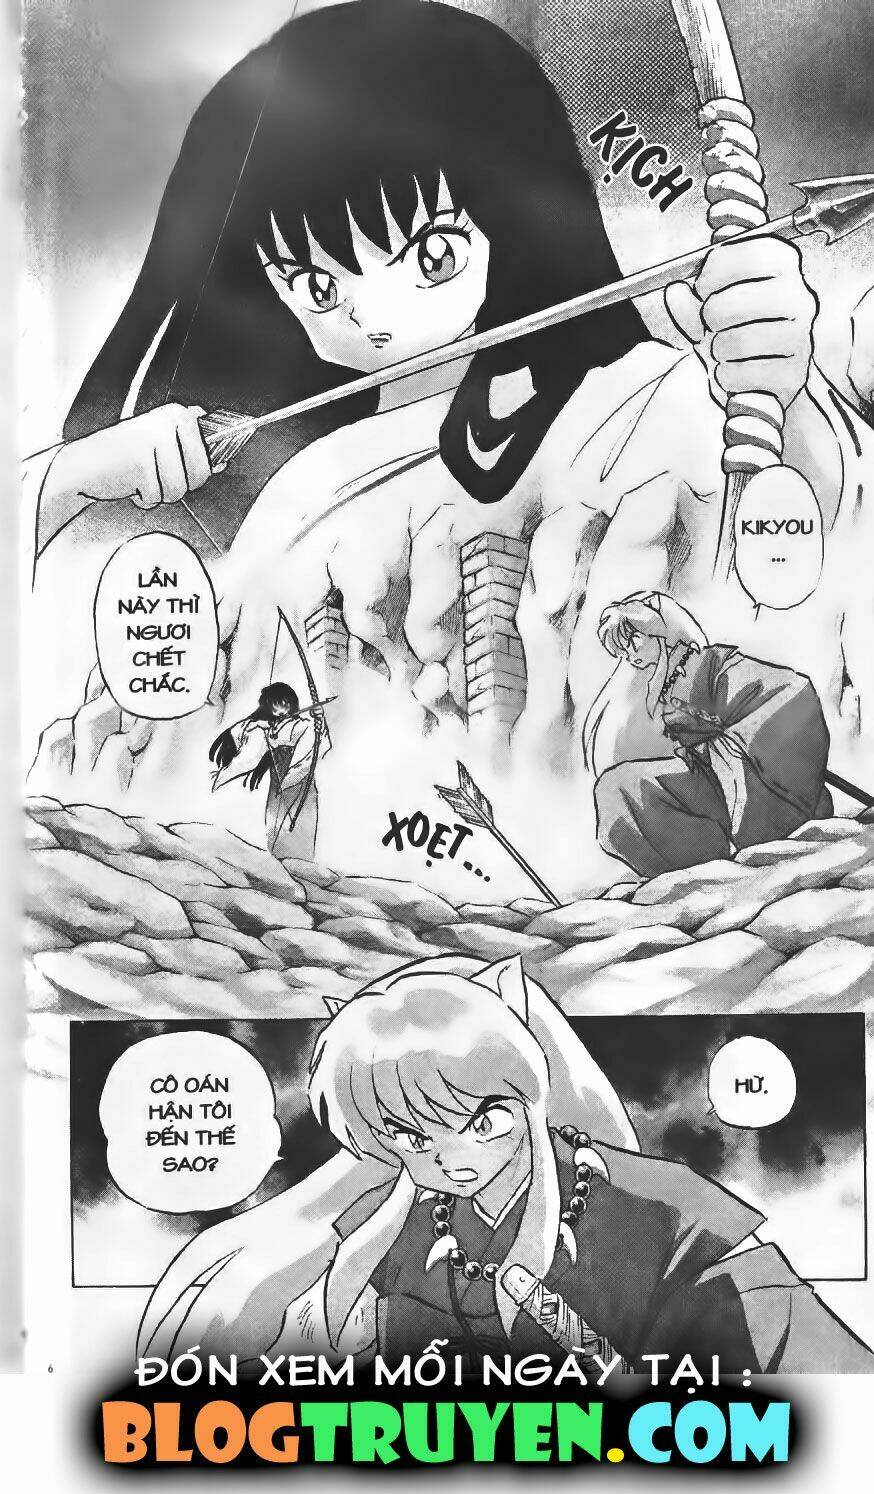 KỊCH
KIKYOU
...
LẦN
NÀY THÌ
NGƯƠI
CHẾT
CHẮC.
XOẸT...
HỪ.
CÔ OÁN
HẬN TÔI
ĐẾN THẾ
SAO?
6
ĐÓN XEM MỖI NGÀY TẠI :
BLOGTRUYEN.COM